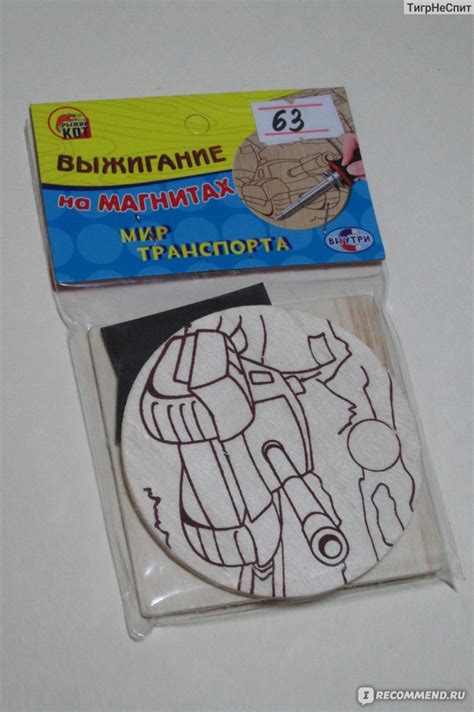 ТигрНеСпит
РЫЖИЙ
КОТ
63
ВЫЖИГАНИЕ
на МАГНИТАХ
МИР
ТРАНСПОРТА
ВНУТРИ
I RECOMMEND.RU